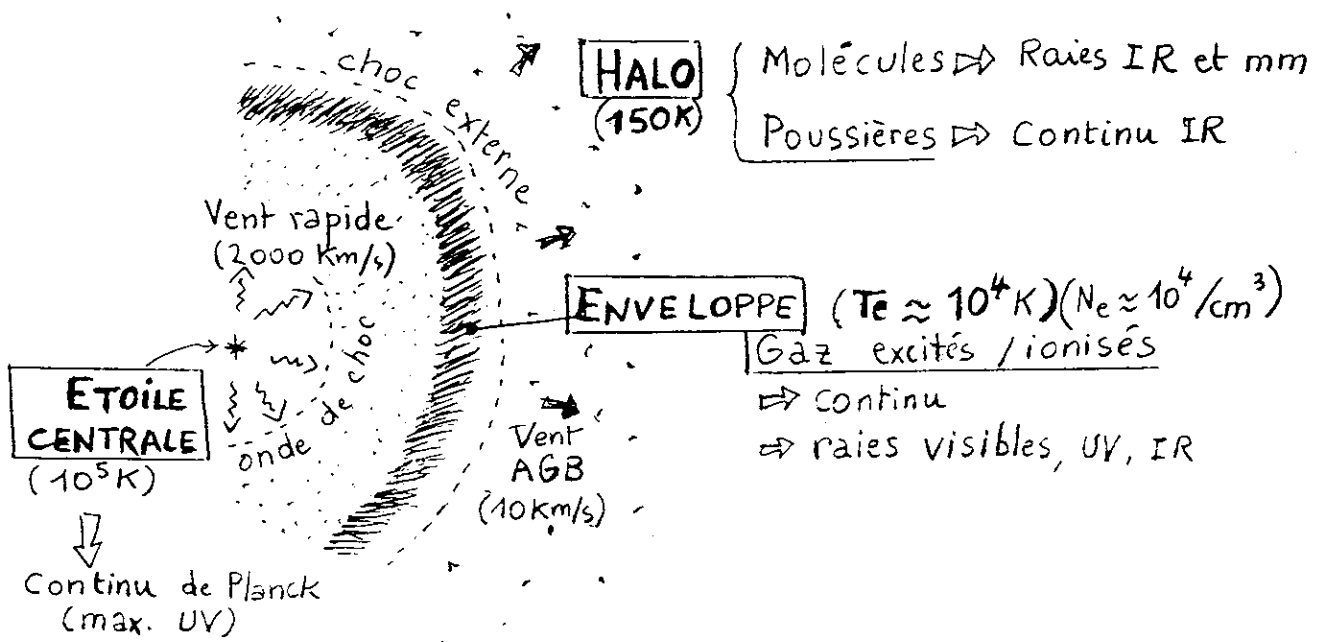 choc externe
HALO
(150K)
Molécules ⇨ Raies IR et mm
Poussières ⇨ Continu IR
Vent rapide
(2000 Km/s)
onde de choc
ENVELOPPE (Te ≈ 10⁴K)(Ne ≈ 10⁴/cm³)
Gaz excités / ionisés
⇨ continu
⇨ raies visibles, UV, IR
ETOILE
CENTRALE
(10⁵K)
Vent
AGB
(10Km/s)
Continu de Planck
(max. UV)